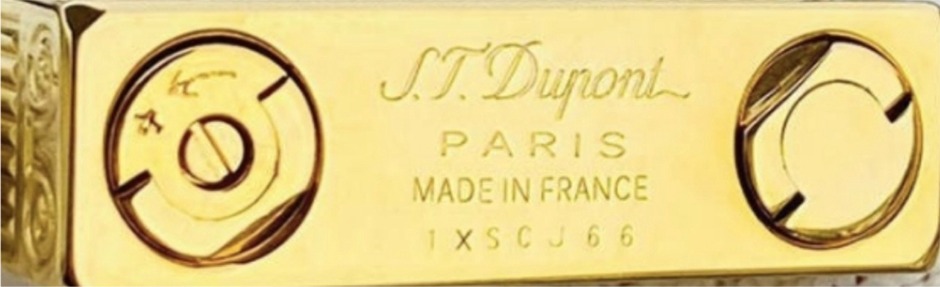 S.T. Dupont
PARIS
MADE IN FRANCE
1XSCJ66